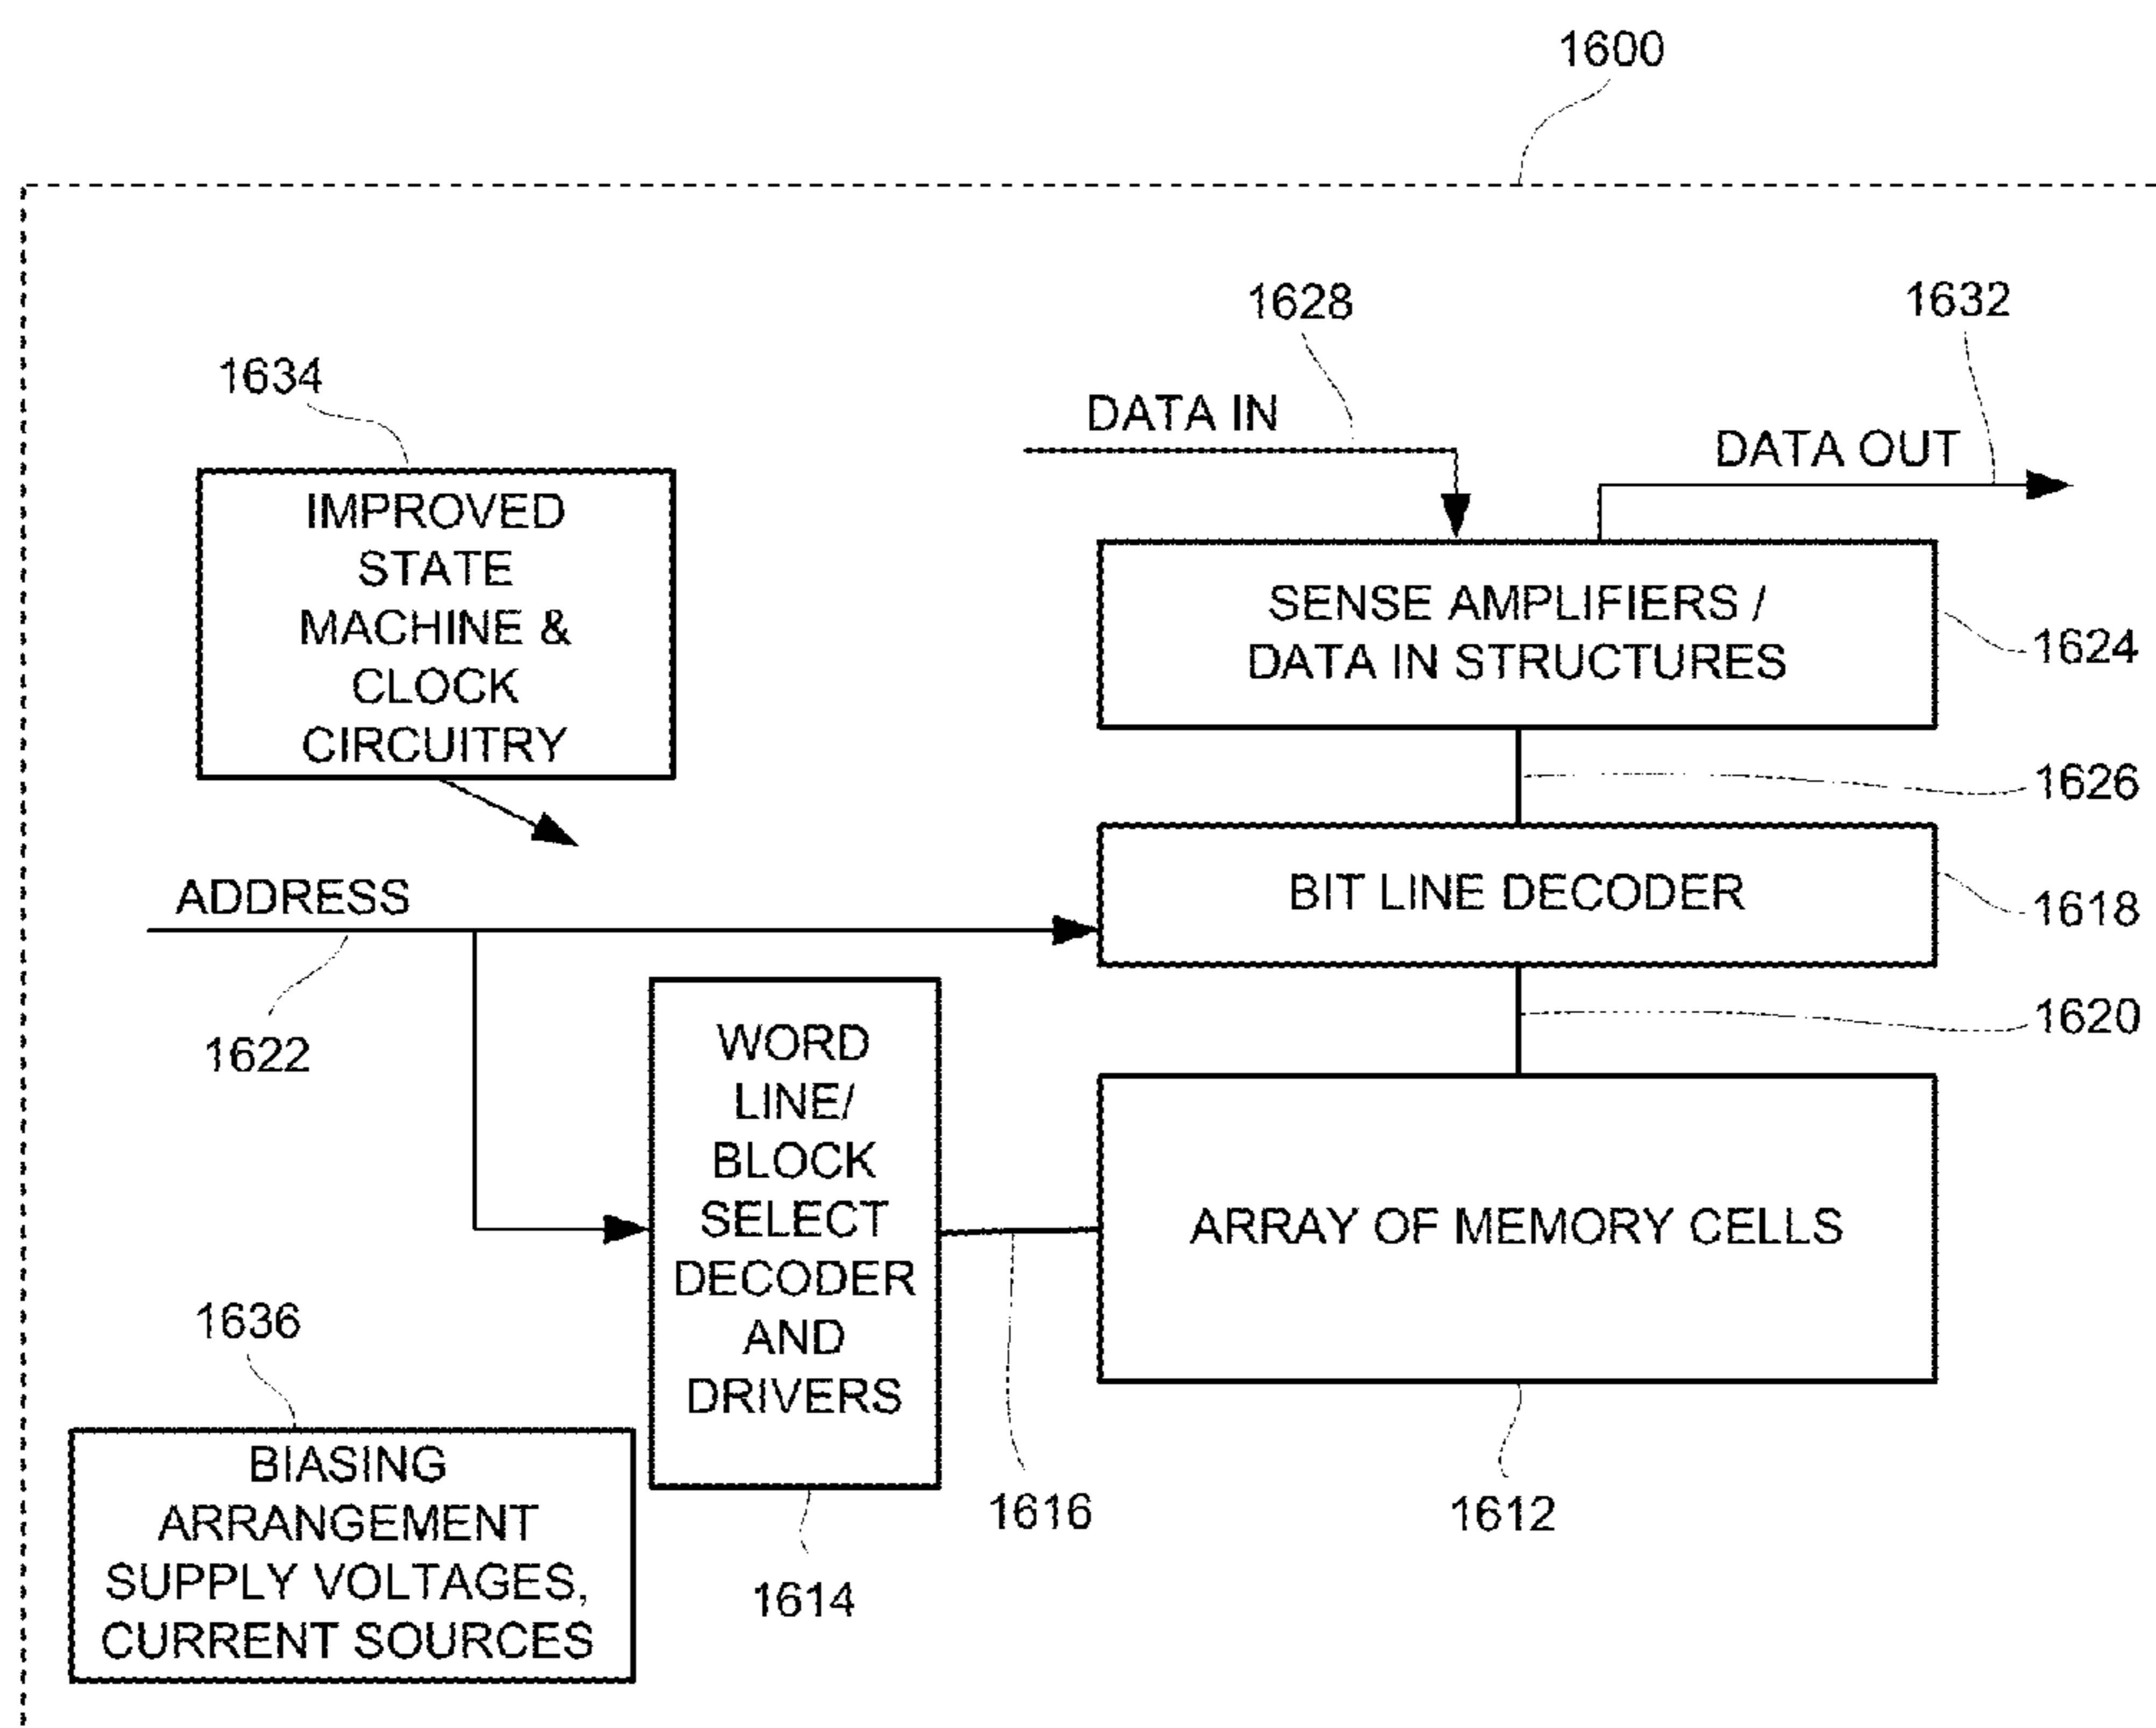 1600
1628
1632
1634
DATA IN
DATA OUT
IMPROVED
STATE
MACHINE &
CLOCK
CIRCUITRY
SENSE AMPLIFIERS /
DATA IN STRUCTURES
1624
1626
ADDRESS
BIT LINE DECODER
1618
1622
1620
WORD
LINE/
BLOCK
SELECT
DECODER
AND
DRIVERS
ARRAY OF MEMORY CELLS
1636
BIASING
ARRANGEMENT
SUPPLY VOLTAGES,
CURRENT SOURCES
1616
1612
1614